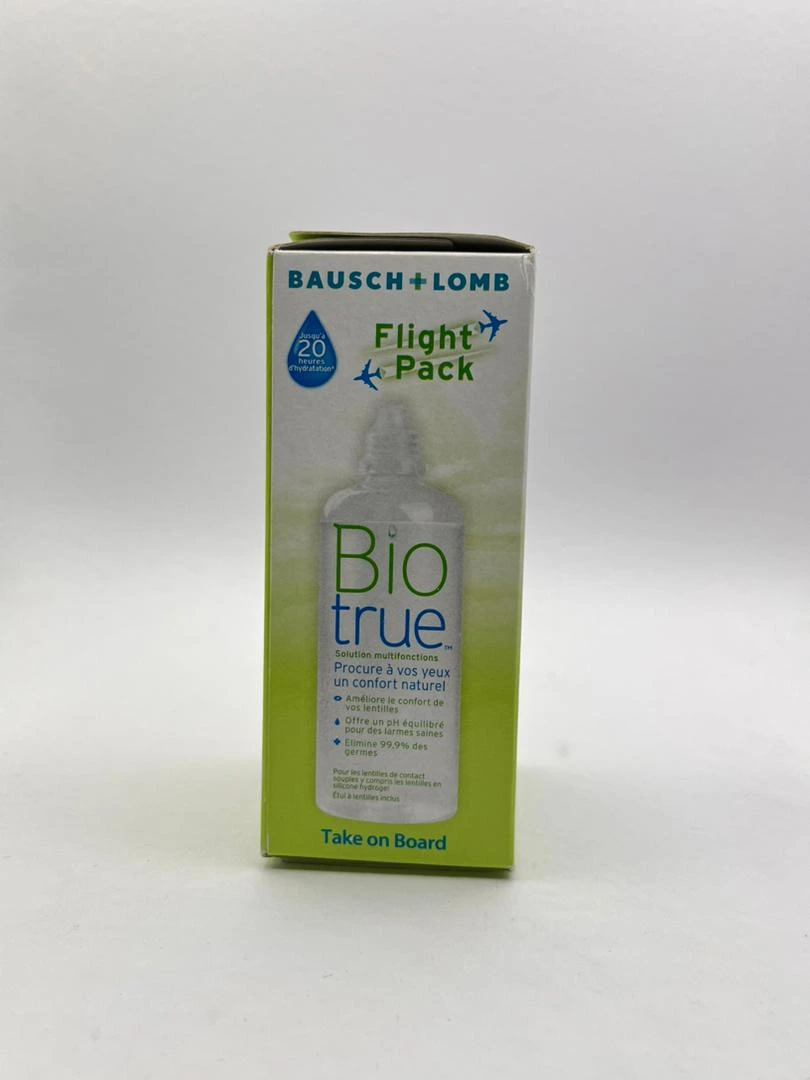 BAUSCH+LOMB
Jusqu'à
20
heures
d'hydratation*
Flight
Pack
Bio
true™
Solution multifonctions
Procure à vos yeux
un confort naturel
Améliore le confort de
vos lentilles
Offre un pH équilibré
pour des larmes saines
Elimine 99,9% des
germes
Pour les lentilles de contact
souples y compris les lentilles en
silicone hydrogel
Étui à lentilles inclus
Take on Board